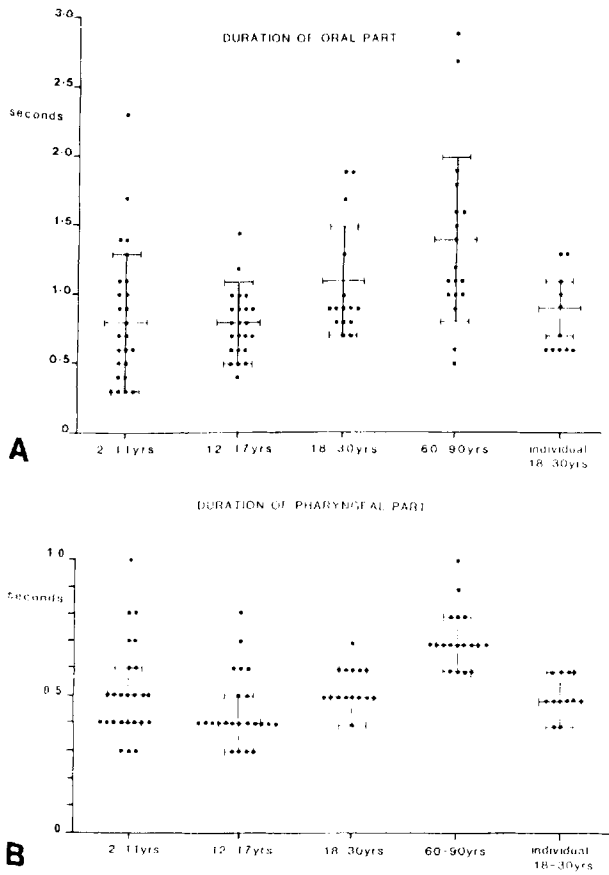 3·0
DURATION OF ORAL PART
2·5
seconds
2·0
1·5
1·0
0·5
0
A
2 11yrs 12 17yrs 18 30yrs 60 90yrs individual
18 30yrs
DURATION OF PHARYNGEAL PART
1 0
seconds
0 5
0
B
2 11yrs 12 17yrs 18 30yrs 60-90yrs individual
18-30yrs